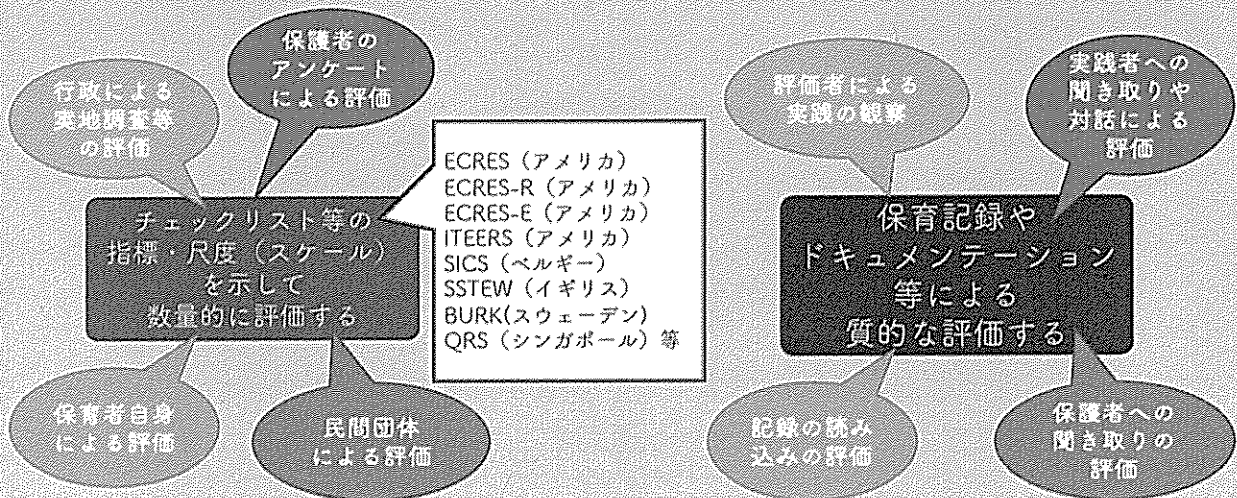 行政による
実地調査等
の評価
保護者の
アンケート
による評価
チェックリスト等の
指標・尺度（スケール）
を示して
数量的に評価する
ECRES（アメリカ）
ECRES-R（アメリカ）
ECRES-E（アメリカ）
ITEERS（アメリカ）
SICS（ベルギー）
SSTEW（イギリス）
BURK(スウェーデン)
QRS（シンガポール）等
保育者自身
による評価
民間団体
による評価
評価者による
実践の観察
実践者への
聞き取りや
対話による
評価
保育記録や
ドキュメンテーション
等による
質的な評価する
記録の読み
込みの評価
保護者への
聞き取りの
評価